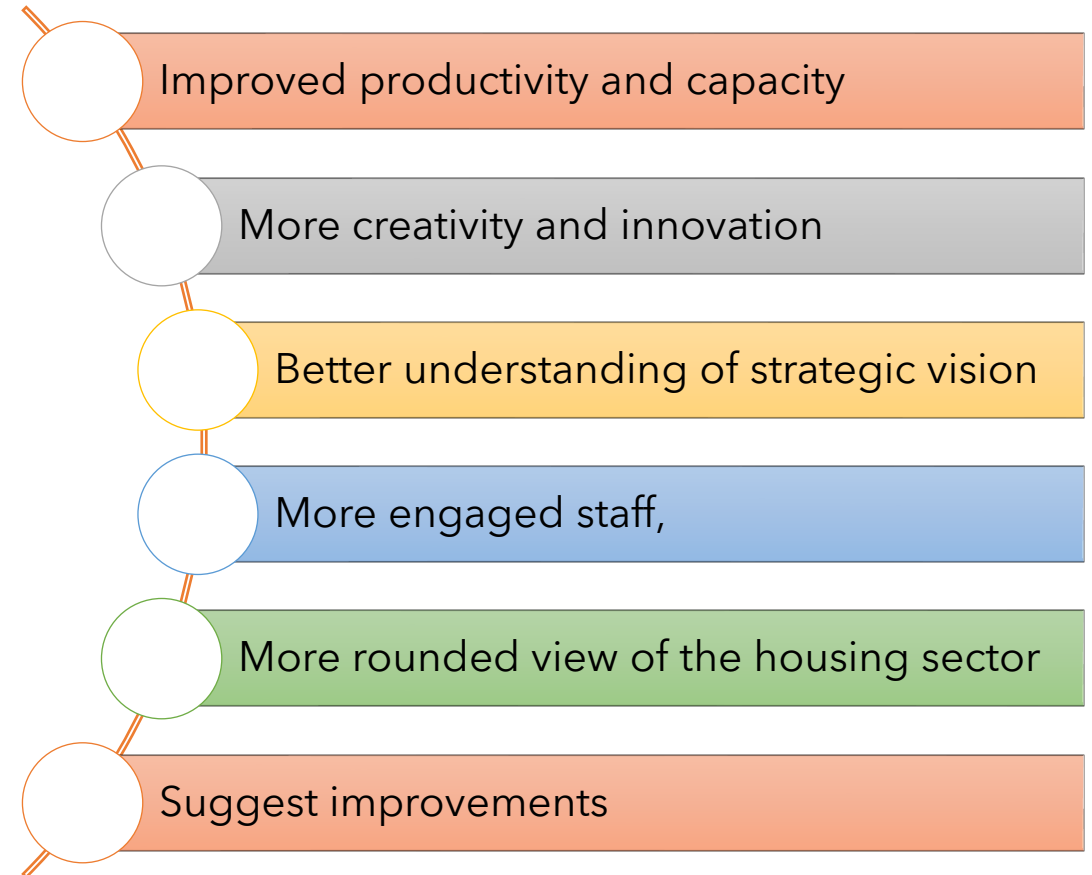 Improved productivity and capacity
More creativity and innovation
Better understanding of strategic vision
More engaged staff,
More rounded view of the housing sector
Suggest improvements